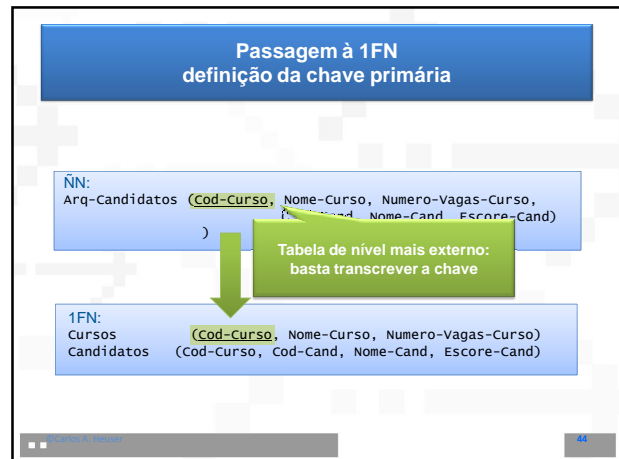 Passagem à 1FN
definição da chave primária
ÑN:
Arq-Candidatos (Cod-Curso, Nome-Curso, Numero-Vagas-Curso,
Nome-Cand, Escore-Cand)
)
Tabela de nível mais externo:
basta transcrever a chave
1FN:
Cursos (Cod-Curso, Nome-Curso, Numero-Vagas-Curso)
Candidatos (Cod-Curso, Cod-Cand, Nome-Cand, Escore-Cand)
©Carlos A. Heuser
44